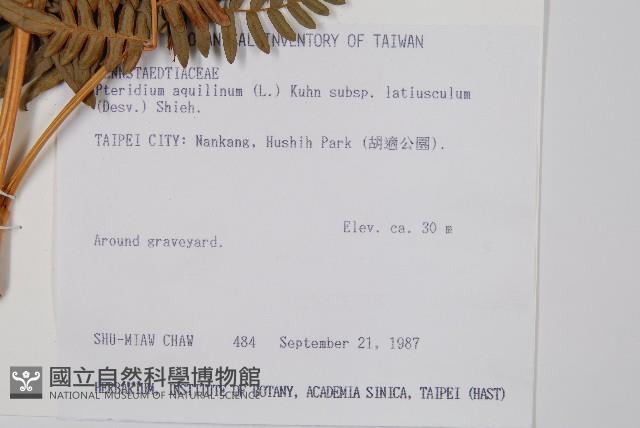 INVENTORY OF TAIWAN
Pteridium aquilinum (L.) Kuhn subsp. latiusculum
(Desv.) Shieh.
TAIPEI CITY: Nankang, Hushih Park (胡適公園).
Elev. ca. 30 m
Around graveyard.
SHU-MIAW CHAW 484 September 21, 1987
國立自然科學博物館
NATIONAL MUSEUM OF NATURAL SCIENCE
HERBARIUM, INSTITUTE OF BOTANY, ACADEMIA SINICA, TAIPEI (HAST)